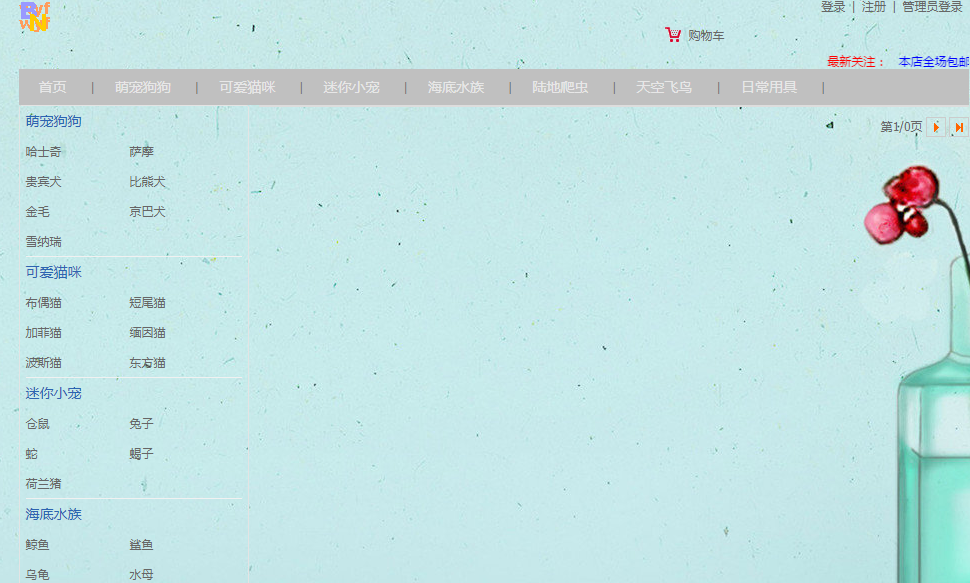 登录 | 注册 | 管理员登录
购物车
最新关注： 本店全场包邮
首页 | 萌宠狗狗 | 可爱猫咪 | 迷你小宠 | 海底水族 | 陆地爬虫 | 天空飞鸟 | 日常用具 |
第1/0页
萌宠狗狗
哈士奇 萨摩
贵宾犬 比熊犬
金毛 京巴犬
雪纳瑞
可爱猫咪
布偶猫 短尾猫
加菲猫 缅因猫
波斯猫 东方猫
迷你小宠
仓鼠 兔子
蛇 蝎子
荷兰猪
海底水族
鲸鱼 鲨鱼
乌龟 水母